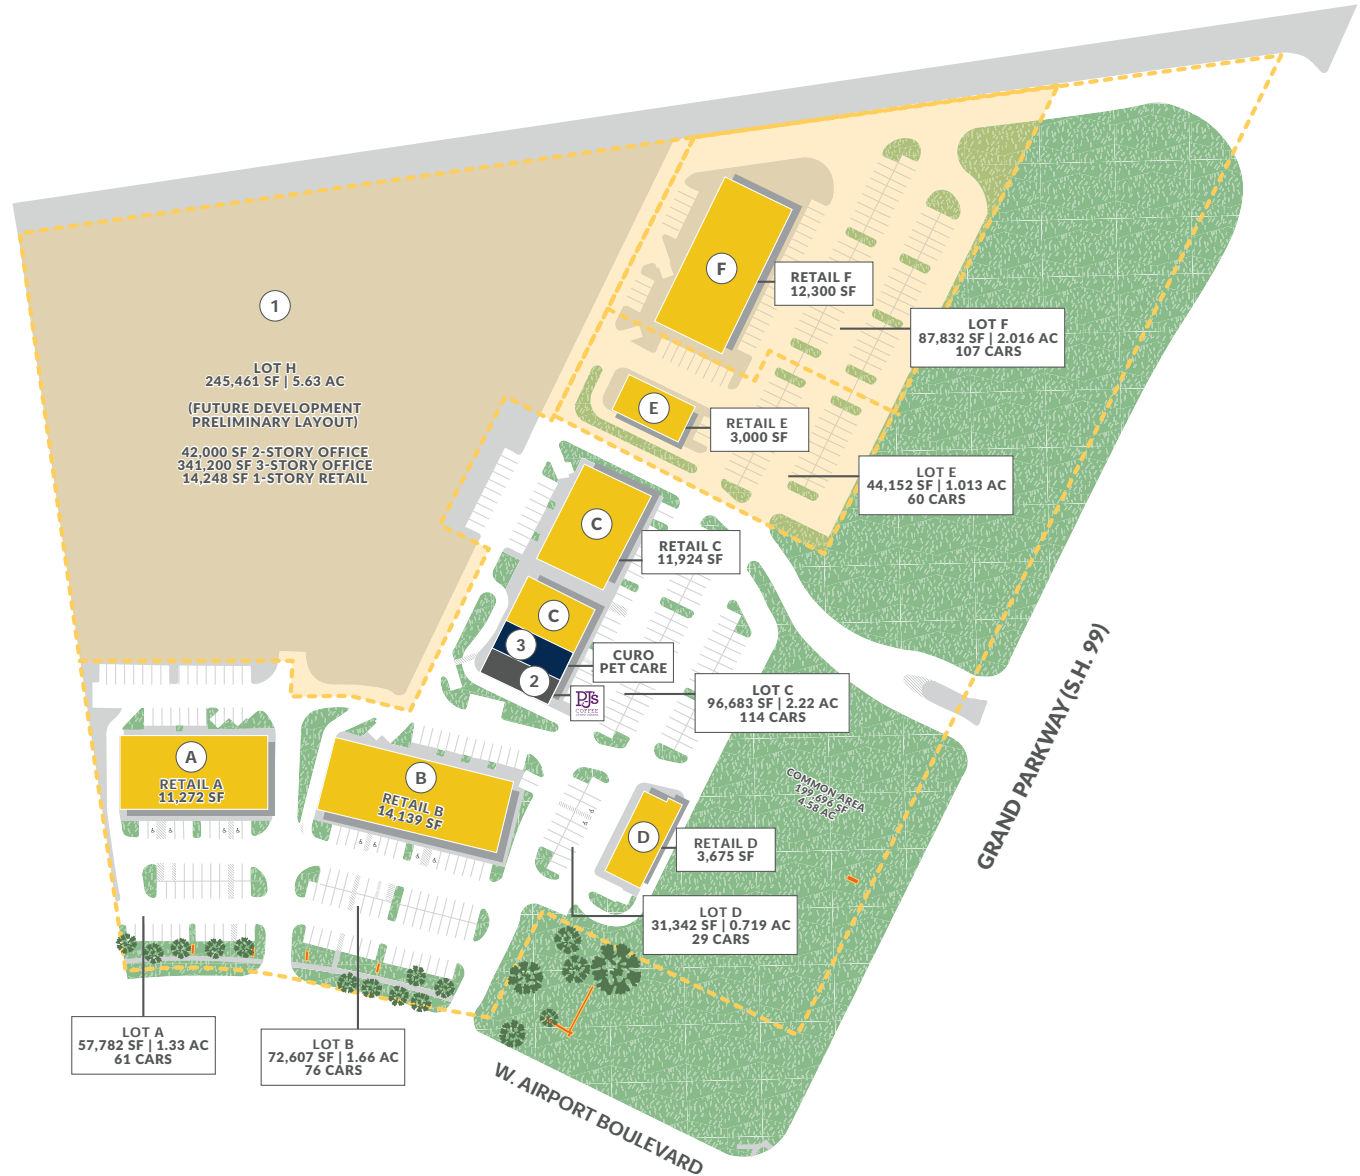 F
RETAIL F
12,300 SF
1
LOT F
87,832 SF | 2.016 AC
107 CARS
LOT H
245,461 SF | 5.63 AC
(FUTURE DEVELOPMENT
PRELIMINARY LAYOUT)
42,000 SF 2-STORY OFFICE
341,200 SF 3-STORY OFFICE
14,248 SF 1-STORY RETAIL
E
RETAIL E
3,000 SF
LOT E
44,152 SF | 1.013 AC
60 CARS
C
RETAIL C
11,924 SF
C
3
CURO
PET CARE
2
PJ's
COFFEE
LOT C
96,683 SF | 2.22 AC
114 CARS
GRAND PARKWAY (S.H. 99)
A
RETAIL A
11,272 SF
B
RETAIL B
14,139 SF
COMMON AREA
199,696 SF
4.58 AC
D
RETAIL D
3,675 SF
LOT D
31,342 SF | 0.719 AC
29 CARS
LOT A
57,782 SF | 1.33 AC
61 CARS
LOT B
72,607 SF | 1.66 AC
76 CARS
W. AIRPORT BOULEVARD